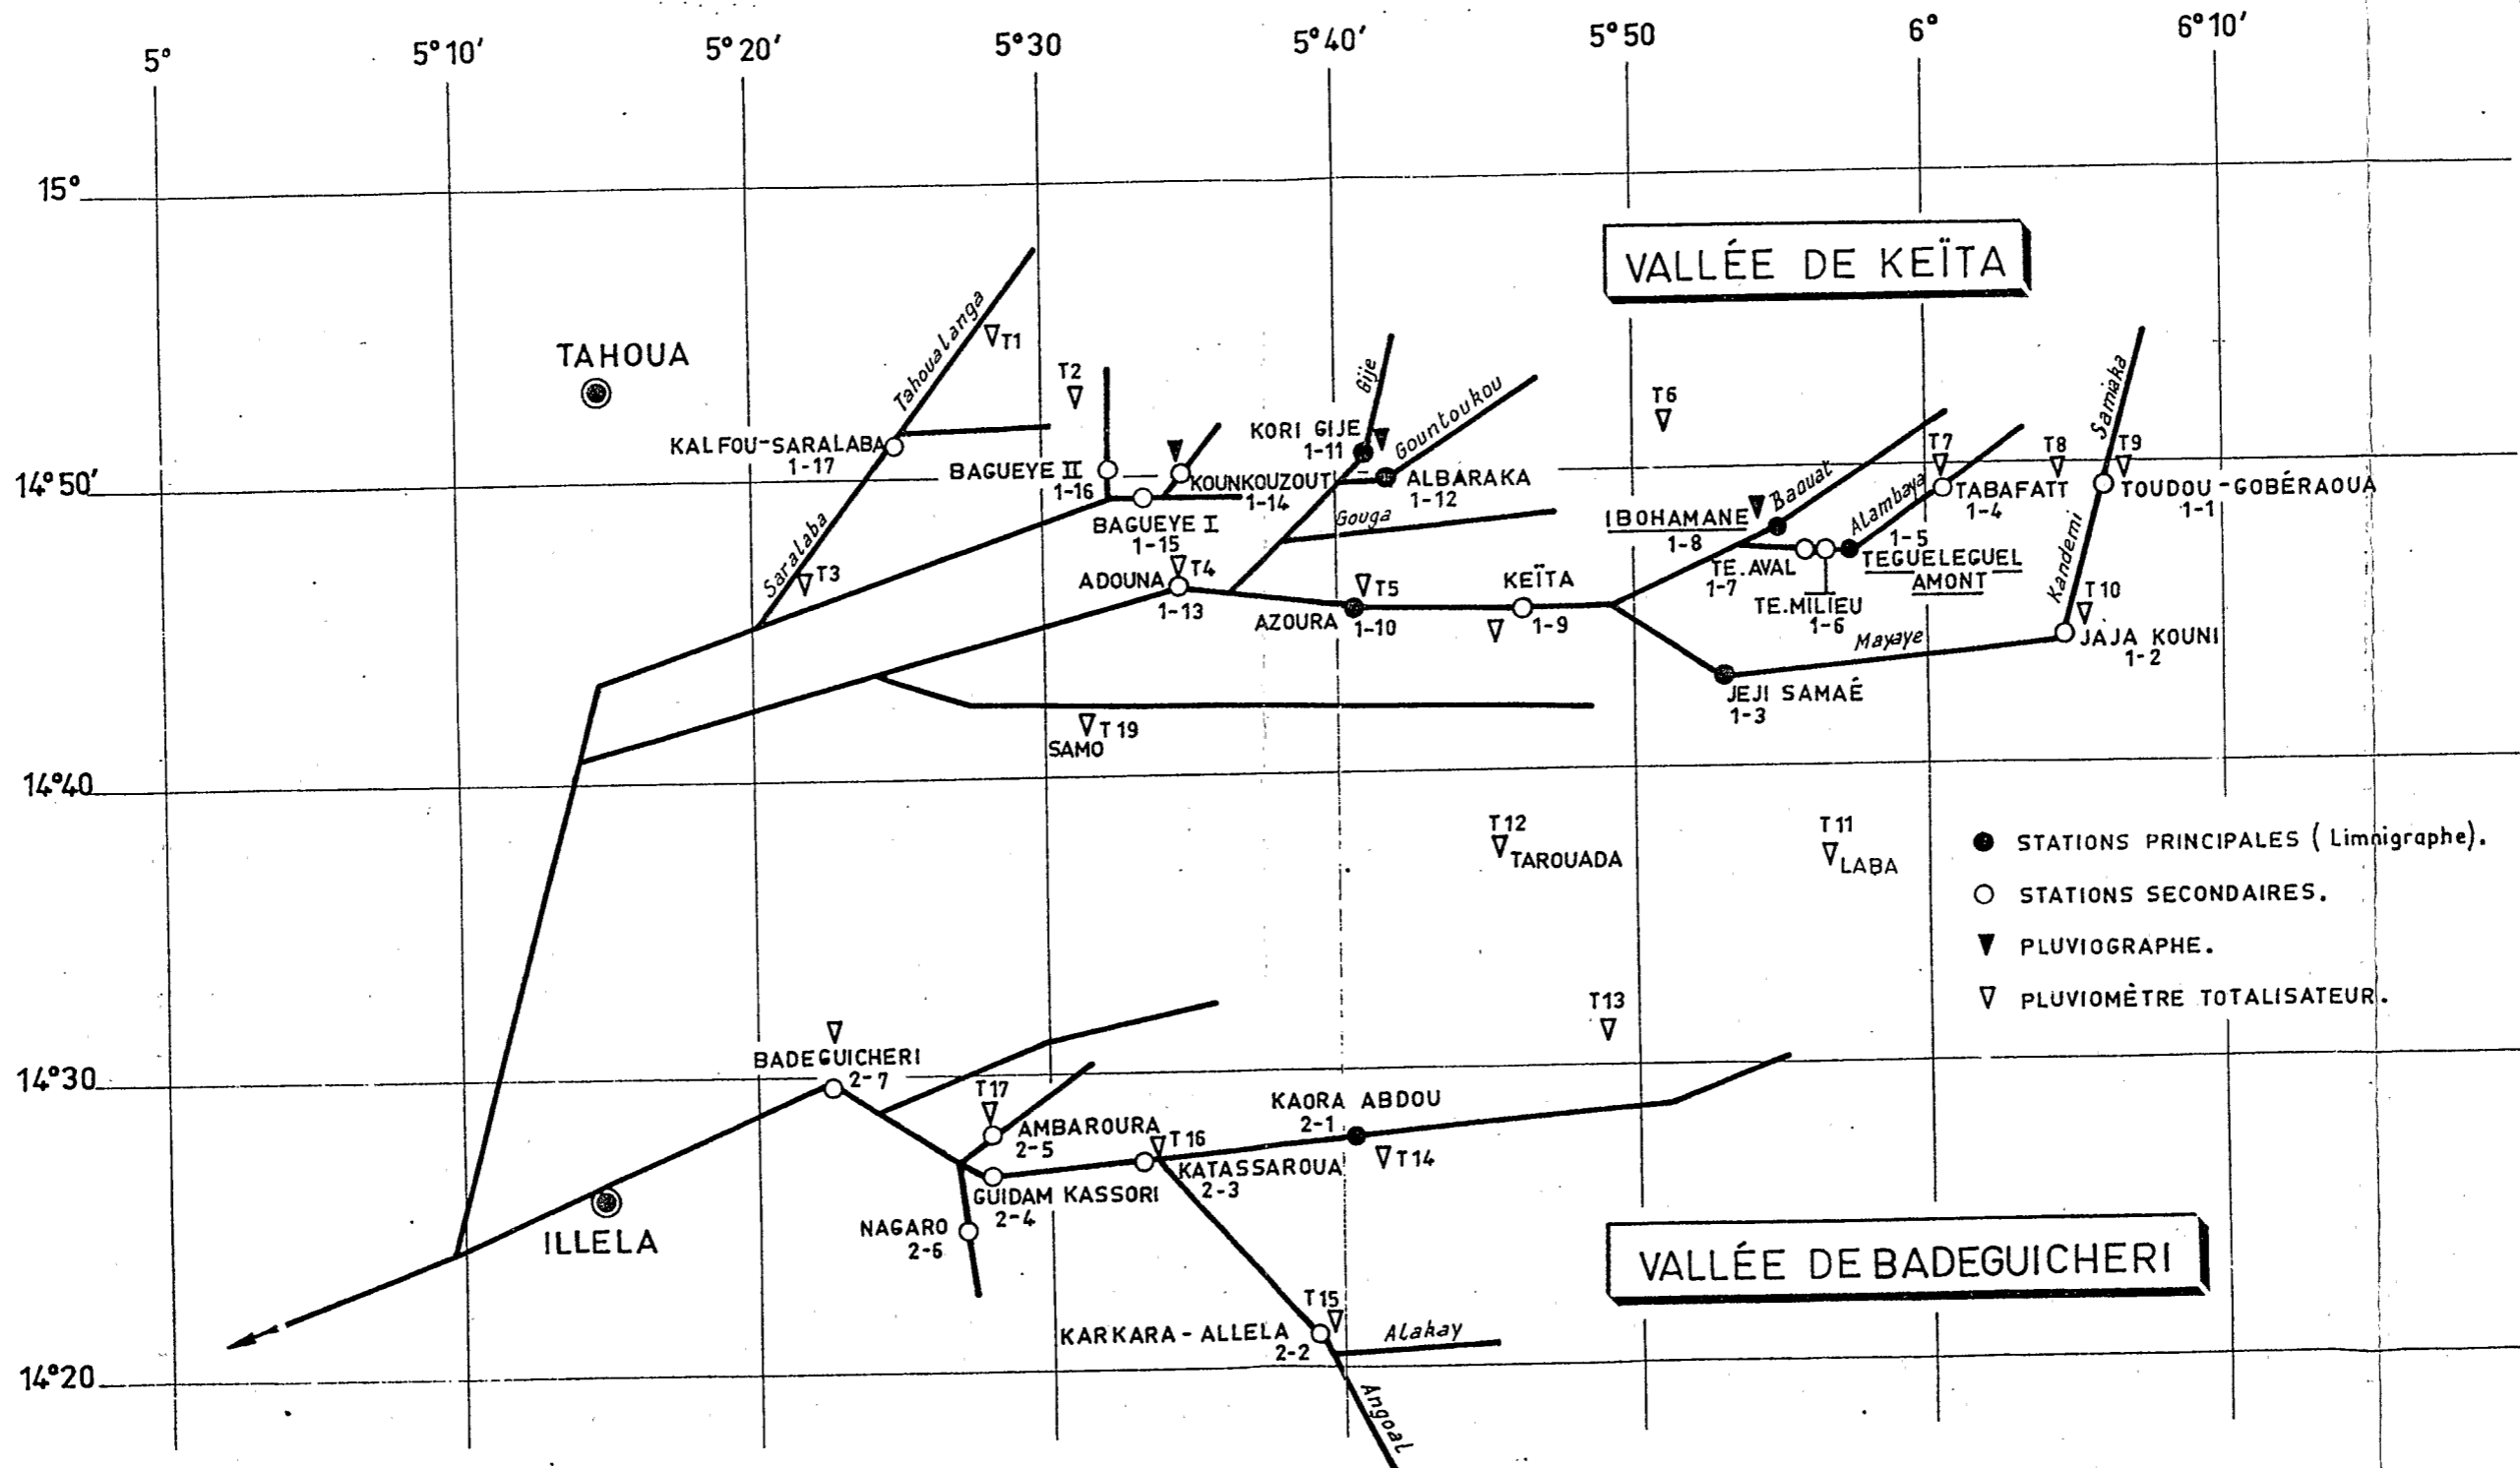 5° 5°10′ 5°20′ 5°30 5°40′ 5°50 6° 6°10′
15°
VALLÉE DE KEÏTA
TAHOUA
Tahoualanga
T1
T2
Gije
Gountoukou
T6
Samaka
KALFOU-SARALABA
1-17
BAGUEYE II
1-16
KOUNKOUZOUT
1-14
KORI GIJE
1-11
ALBARAKA
1-12
T7
T8
T9
14°50′
BAGUEYE I
1-15
Gouga
IBOHAMANE
1-8
Baouat
Alambaya
TABAFATT
1-4
TOUDOU-GOBÉRAOUA
1-1
Saralaba
T3
ADOUNA
T4
1-13
T5
AZOURA
1-10
KEÏTA
1-9
TE.AVAL
1-7
TE.MILIEU
1-6
1-5
TEGUELEGUEL
AMONT
Kandemi
T10
Mayaye
JAJA KOUNI
1-2
JEJI SAMAÉ
1-3
T19
SAMO
14°40
T12
TAROUADA
T11
LABA
STATIONS PRINCIPALES (Limnigraphe).
STATIONS SECONDAIRES.
PLUVIOGRAPHE.
PLUVIOMÈTRE TOTALISATEUR.
T13
14°30
BADEGUICHERI
2-7
T17
AMBAROURA
2-5
T16
KATASSAROUA
2-3
KAORA ABDOU
2-1
T14
GUIDAM KASSORI
2-4
NAGARO
2-6
ILLELA
VALLÉE DE BADEGUICHERI
T15
KARKARA-ALLELA
2-2
Alakay
14°20
Angoal